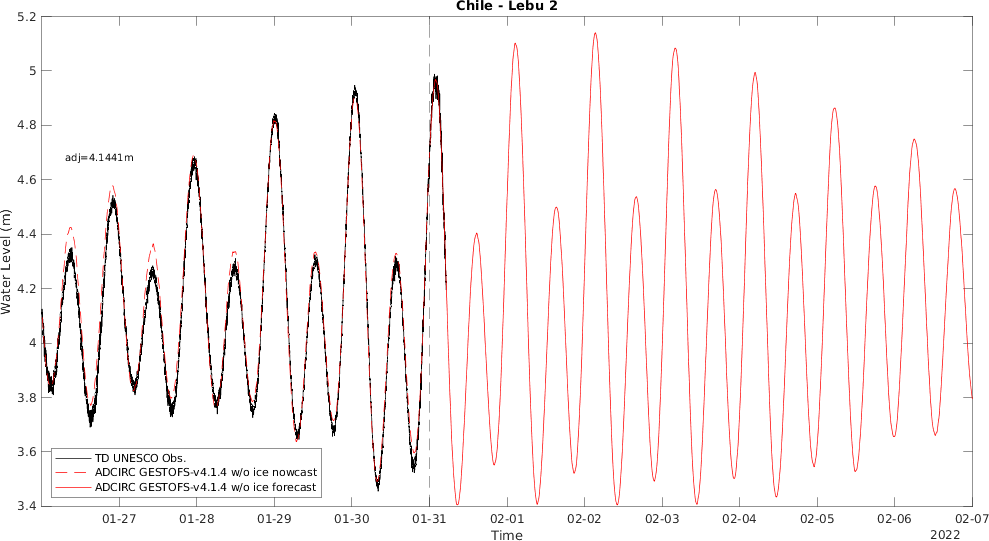 Chile - Lebu 2
5.2
5
4.8
4.6
4.4
4.2
4
3.8
3.6
3.4
Water Level (m)
adj=4.1441m
TD UNESCO Obs.
ADCIRC GESTOFS-v4.1.4 w/o ice nowcast
ADCIRC GESTOFS-v4.1.4 w/o ice forecast
01-27 01-28 01-29 01-30 01-31 02-01 02-02 02-03 02-04 02-05 02-06 02-07
Time
2022